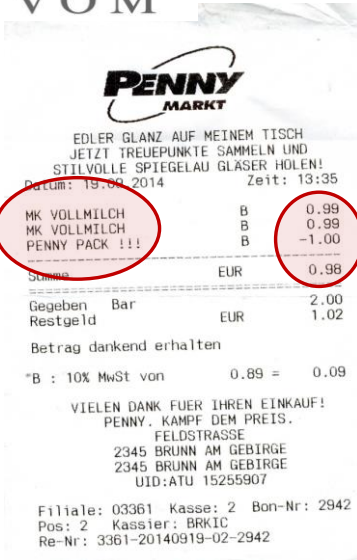 VOM
PENNY
MARKT
EDLER GLANZ AUF MEINEM TISCH
JETZT TREUEPUNKTE SAMMELN UND
STILVOLLE SPIEGELAU GLÄSER HOLEN!
Datum: 19.09.2014 Zeit: 13:35
MK VOLLMILCH B 0.99
MK VOLLMILCH B 0.99
PENNY PACK !!! B -1.00
Summe EUR 0.98
Gegeben Bar 2.00
Restgeld EUR 1.02
Betrag dankend erhalten
*B : 10% MwSt von 0.89 = 0.09
VIELEN DANK FUER IHREN EINKAUF!
PENNY. KAMPF DEM PREIS.
FELDSTRASSE
2345 BRUNN AM GEBIRGE
2345 BRUNN AM GEBIRGE
UID:ATU 15255907
Filiale: 03361 Kasse: 2 Bon-Nr: 2942
Pos: 2 Kassier: BRKIC
Re-Nr: 3361-20140919-02-2942